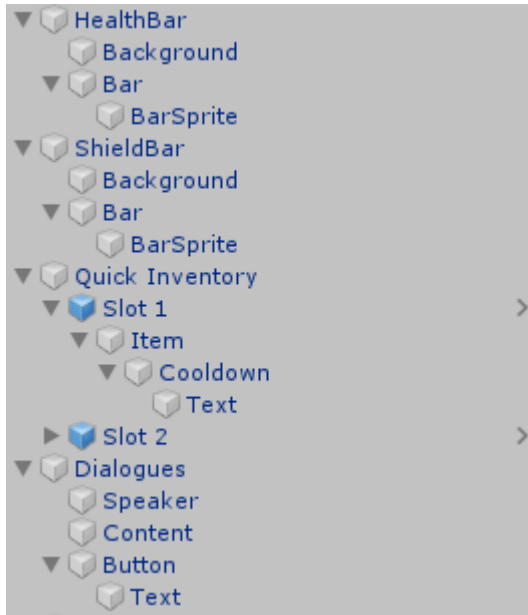 HealthBar
Background
Bar
BarSprite
ShieldBar
Background
Bar
BarSprite
Quick Inventory
Slot 1
Item
Cooldown
Text
Slot 2
Dialogues
Speaker
Content
Button
Text